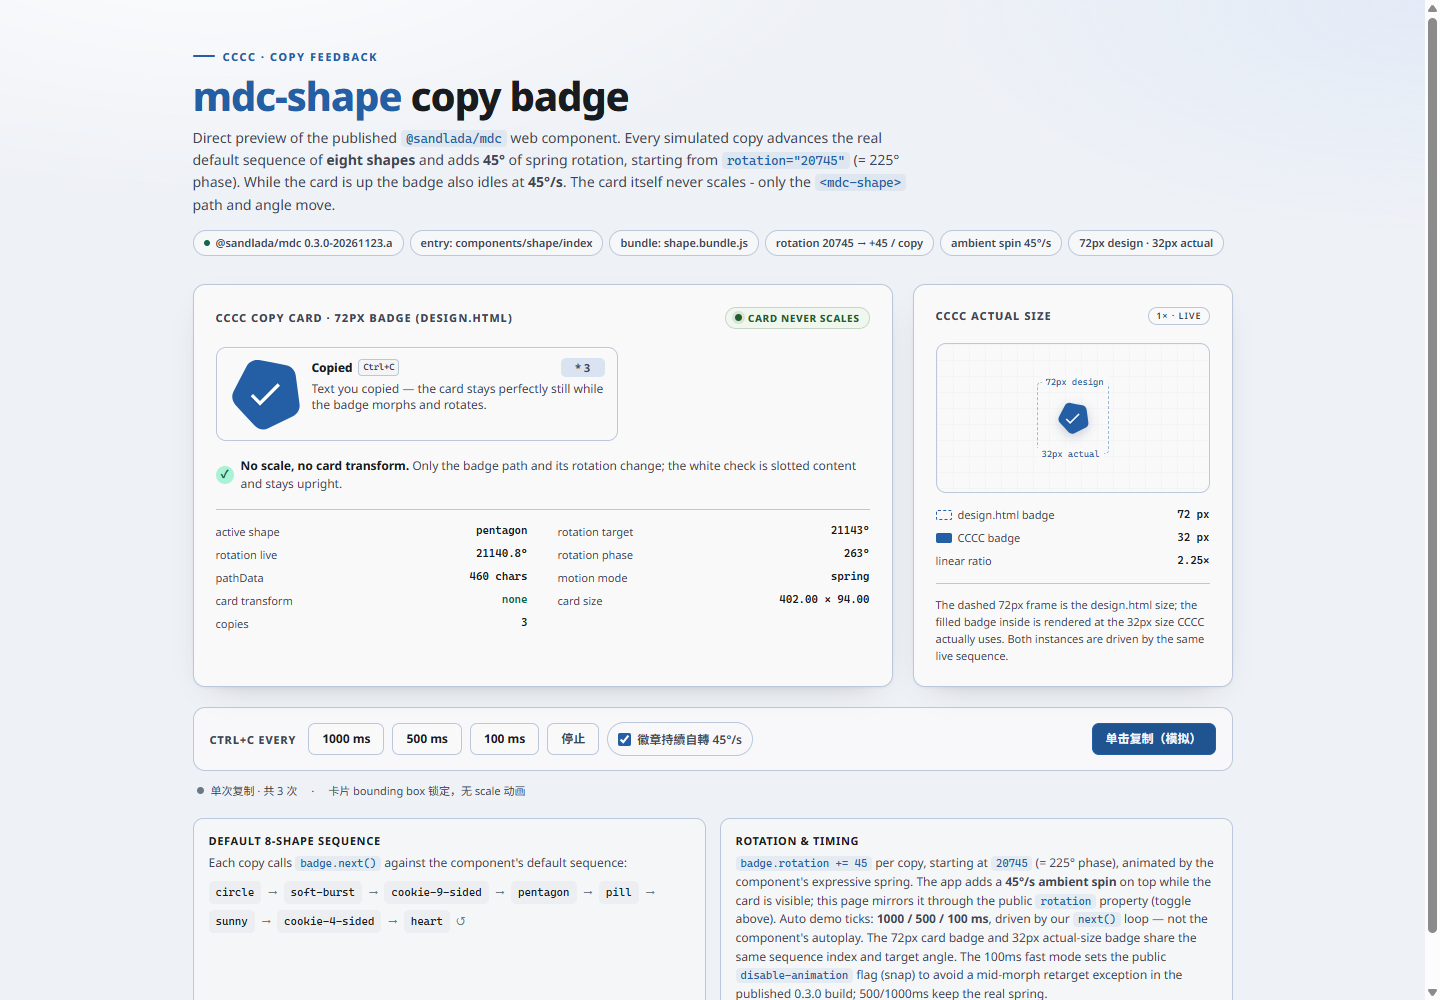 CCCC · COPY FEEDBACK
mdc-shape copy badge
Direct preview of the published @sandlada/mdc web component. Every simulated copy advances the real
default sequence of eight shapes and adds 45° of spring rotation, starting from rotation="20745" (= 225°
phase). While the card is up the badge also idles at 45°/s. The card itself never scales - only the <mdc-shape>
path and angle move.
@sandlada/mdc 0.3.0-20261123.a
entry: components/shape/index
bundle: shape.bundle.js
rotation 20745 → +45 / copy
ambient spin 45°/s
72px design · 32px actual
CCCC COPY CARD · 72PX BADGE (DESIGN.HTML)
CARD NEVER SCALES
Copied Ctrl+C
* 3
Text you copied — the card stays perfectly still while
the badge morphs and rotates.
✓ No scale, no card transform. Only the badge path and its rotation change; the white check is slotted content
and stays upright.
active shape pentagon
rotation target 21143°
rotation live 21140.8°
rotation phase 263°
pathData 460 chars
motion mode spring
card transform none
card size 402.00 × 94.00
copies 3
CCCC ACTUAL SIZE
1× · LIVE
72px design
32px actual
design.html badge 72 px
CCCC badge 32 px
linear ratio 2.25×
The dashed 72px frame is the design.html size; the
filled badge inside is rendered at the 32px size CCCC
actually uses. Both instances are driven by the same
live sequence.
CTRL+C EVERY
1000 ms
500 ms
100 ms
停止
徽章持續自轉 45°/s
单击复制（模拟）
单次复制 · 共 3 次 · 卡片 bounding box 锁定，无 scale 动画
DEFAULT 8-SHAPE SEQUENCE
Each copy calls badge.next() against the component's default sequence:
circle → soft-burst → cookie-9-sided → pentagon → pill →
sunny → cookie-4-sided → heart ↺
ROTATION & TIMING
badge.rotation += 45 per copy, starting at 20745 (= 225° phase), animated by the
component's expressive spring. The app adds a 45°/s ambient spin on top while the
card is visible; this page mirrors it through the public rotation property (toggle
above). Auto demo ticks: 1000 / 500 / 100 ms, driven by our next() loop — not the
component's autoplay. The 72px card badge and 32px actual-size badge share the
same sequence index and target angle. The 100ms fast mode sets the public
disable-animation flag (snap) to avoid a mid-morph retarget exception in the
published 0.3.0 build; 500/1000ms keep the real spring.